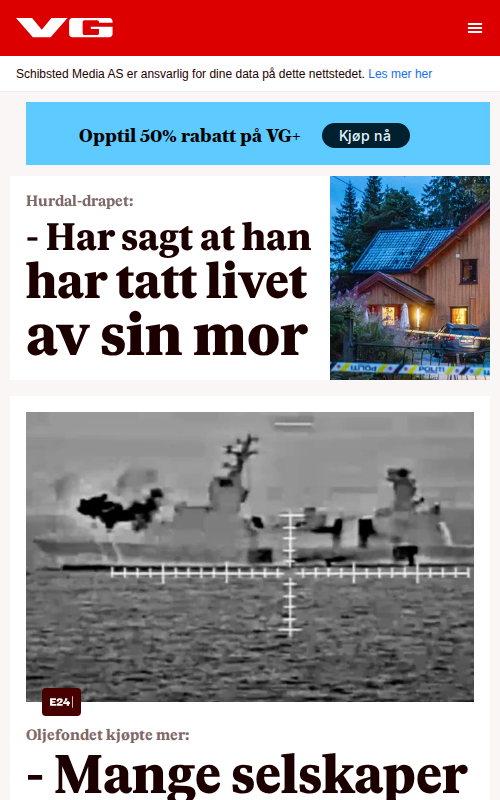 VG
Schibsted Media AS er ansvarlig for dine data på dette nettstedet. Les mer her
Opptil 50% rabatt på VG+ Kjøp nå
Hurdal-drapet:
- Har sagt at han
har tatt livet
av sin mor
POLITI
E24
Oljefondet kjøpte mer:
- Mange selskaper